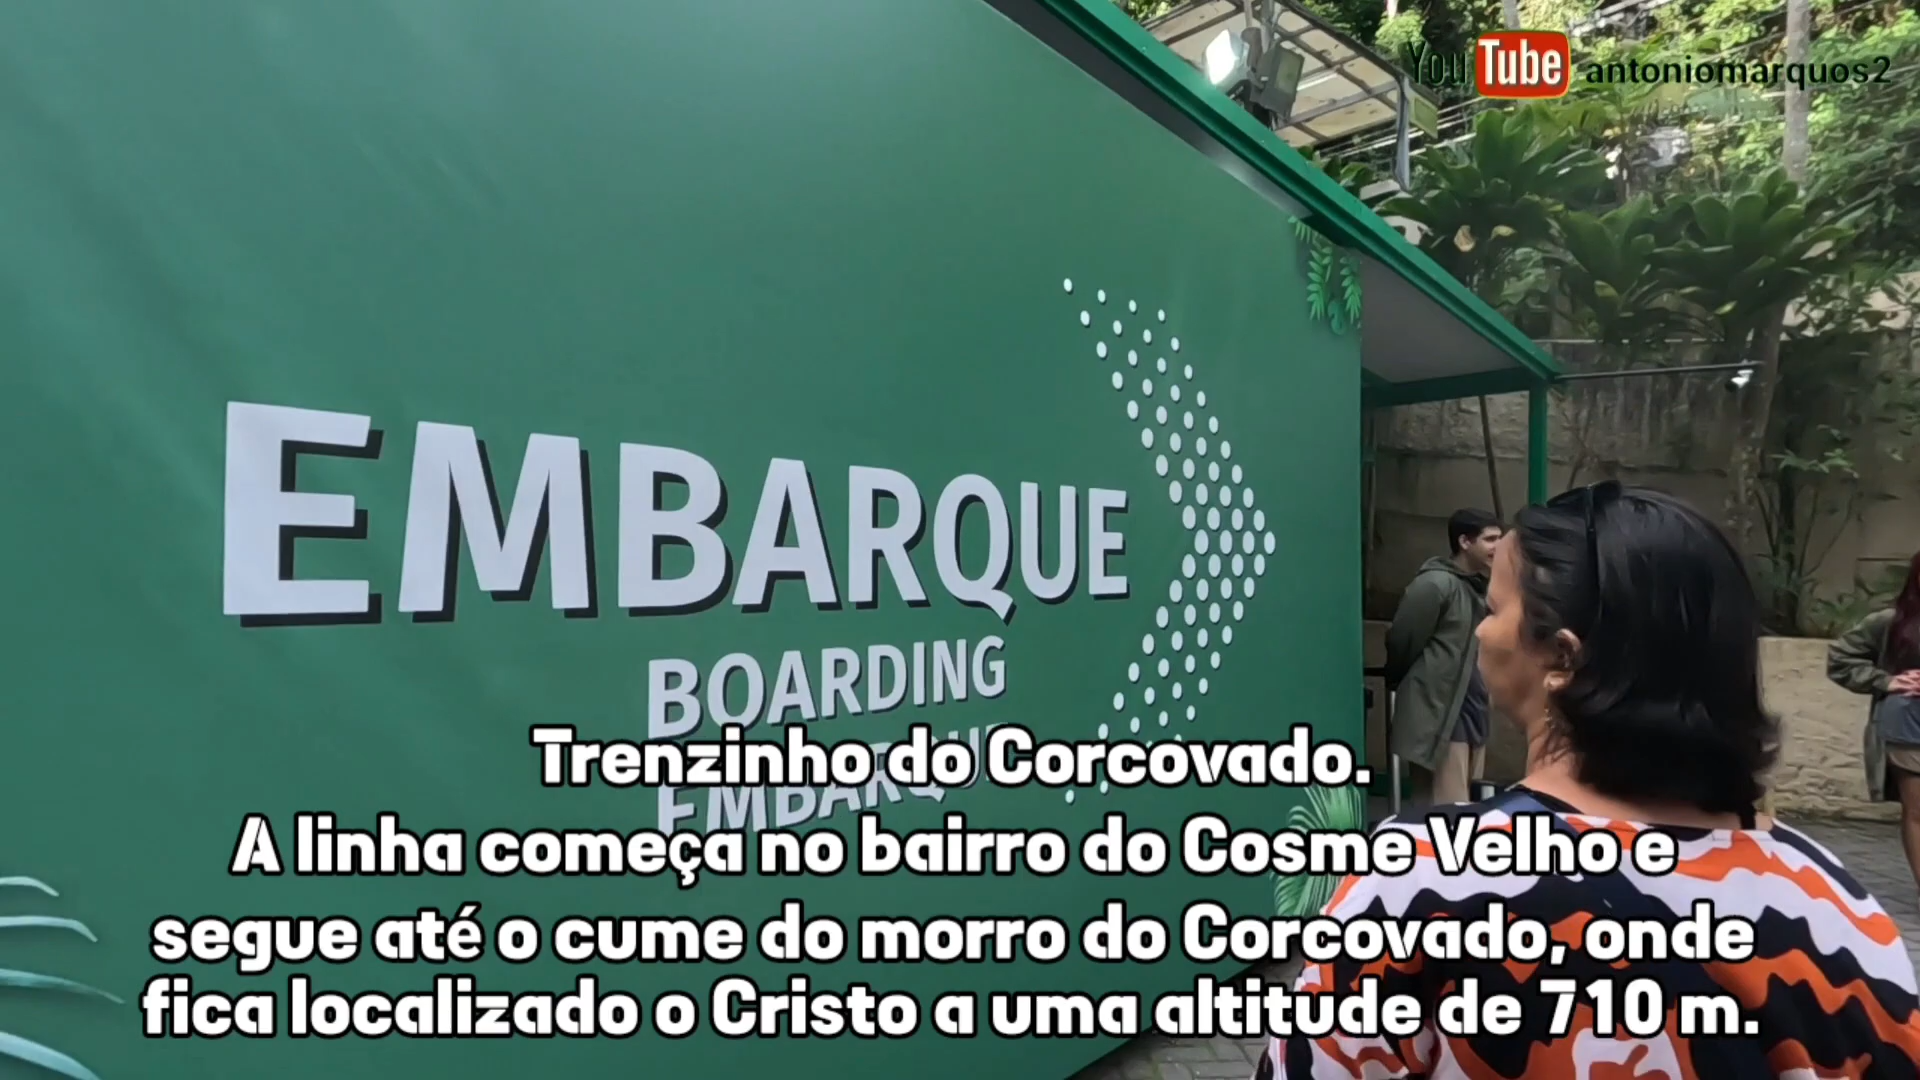 YouTube antoniomarquos2
EMBARQUE
BOARDING
EMBARQUE
Trenzinho do Corcovado.
A linha começa no bairro do Cosme Velho e
segue até o cume do morro do Corcovado, onde
fica localizado o Cristo a uma altitude de 710 m.